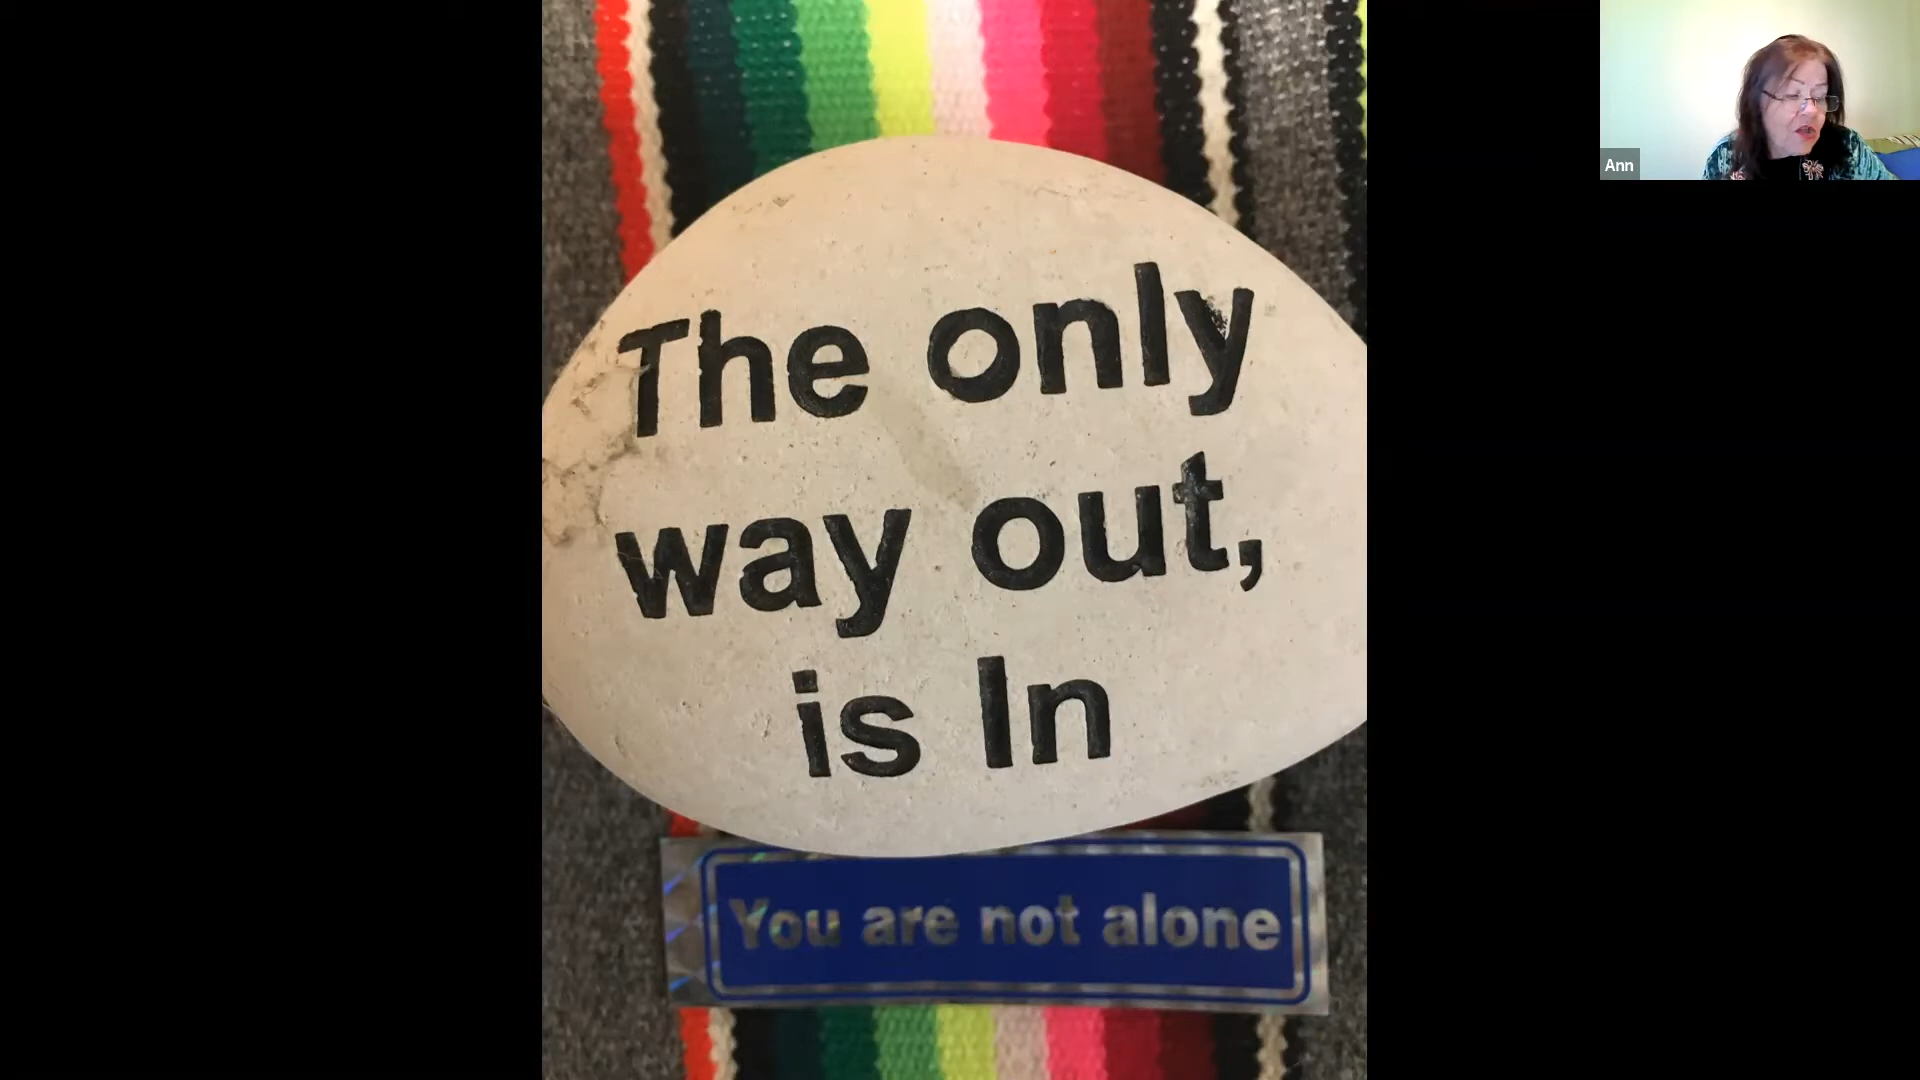 The only
way out,
is In
You are not alone
Ann